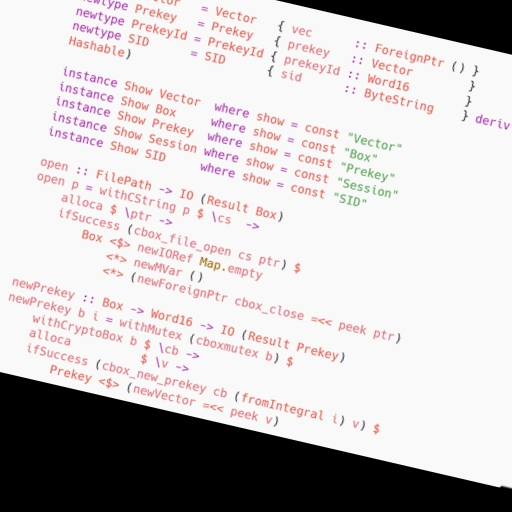 = Vector { vec :: ForeignPtr () }
newtype Prekey = Prekey { prekey :: Vector }
newtype PrekeyId = PrekeyId { prekeyId :: Word16 }
newtype SID = SID { sid :: ByteString } deriv
Hashable)
instance Show Vector where show = const "Vector"
instance Show Box where show = const "Box"
instance Show Prekey where show = const "Prekey"
instance Show Session where show = const "Session"
instance Show SID where show = const "SID"
open :: FilePath -> IO (Result Box)
open p = withCString p $ \cs ->
alloca $ \ptr ->
ifSuccess (cbox_file_open cs ptr) $
Box <$> newIORef Map.empty
<*> newMVar ()
<*> (newForeignPtr cbox_close =<< peek ptr)
newPrekey :: Box -> Word16 -> IO (Result Prekey)
newPrekey b i = withMutex (cboxmutex b) $
withCryptoBox b $ \cb ->
alloca $ \v ->
ifSuccess (cbox_new_prekey cb (fromIntegral i) v) $
Prekey <$> (newVector =<< peek v)